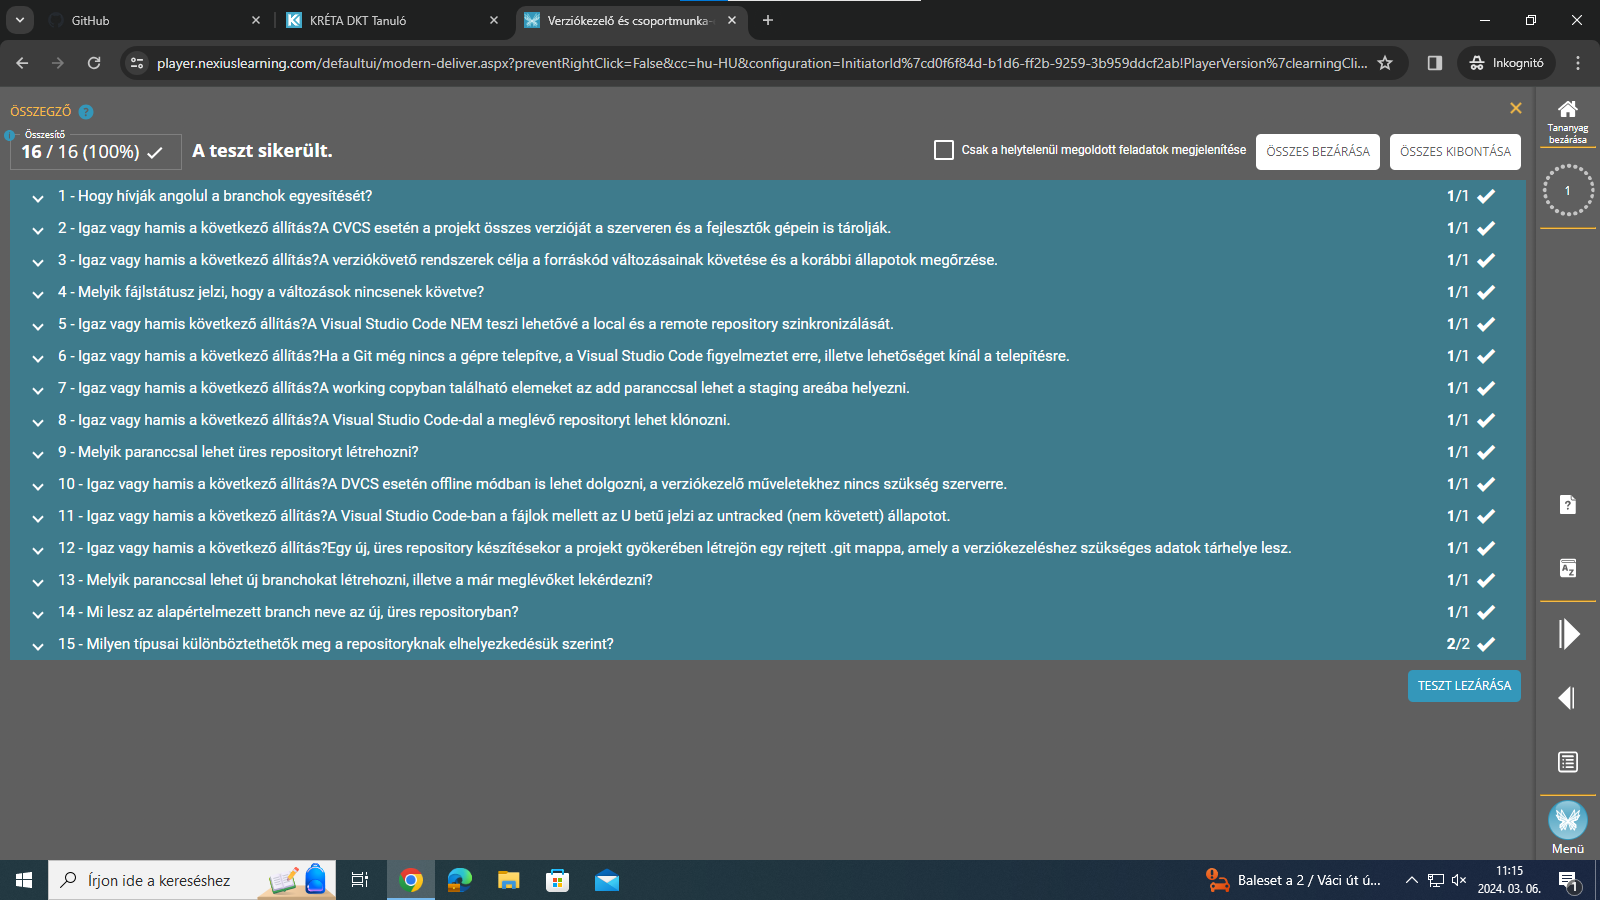 GitHub
KRÉTA DKT Tanuló
Verziókezelő és csoportmunka-
player.nexiuslearning.com/defaultui/modern-deliver.aspx?preventRightClick=False&cc=hu-HU&configuration=InitiatorId%7cd0f6f84d-b1d6-ff2b-9259-3b959ddcf2ab!PlayerVersion%7clearningCli...
Inkognitó
ÖSSZEGZŐ
Összesítő
16 / 16 (100%)
A teszt sikerült.
Csak a helytelenül megoldott feladatok megjelenítése
ÖSSZES BEZÁRÁSA
ÖSSZES KIBONTÁSA
Tananyag
bezárása
1
1 - Hogy hívják angolul a branchok egyesítését? 1/1
2 - Igaz vagy hamis a következő állítás?A CVCS esetén a projekt összes verzióját a szerveren és a fejlesztők gépein is tárolják. 1/1
3 - Igaz vagy hamis a következő állítás?A verziókövető rendszerek célja a forráskód változásainak követése és a korábbi állapotok megőrzése. 1/1
4 - Melyik fájlstátusz jelzi, hogy a változások nincsenek követve? 1/1
5 - Igaz vagy hamis következő állítás?A Visual Studio Code NEM teszi lehetővé a local és a remote repository szinkronizálását. 1/1
6 - Igaz vagy hamis a következő állítás?Ha a Git még nincs a gépre telepítve, a Visual Studio Code figyelmeztet erre, illetve lehetőséget kínál a telepítésre. 1/1
7 - Igaz vagy hamis a következő állítás?A working copyban található elemeket az add paranccsal lehet a staging areába helyezni. 1/1
8 - Igaz vagy hamis a következő állítás?A Visual Studio Code-dal a meglévő repositoryt lehet klónozni. 1/1
9 - Melyik paranccsal lehet üres repositoryt létrehozni? 1/1
10 - Igaz vagy hamis a következő állítás?A DVCS esetén offline módban is lehet dolgozni, a verziókezelő műveletekhez nincs szükség szerverre. 1/1
11 - Igaz vagy hamis a következő állítás?A Visual Studio Code-ban a fájlok mellett az U betű jelzi az untracked (nem követett) állapotot. 1/1
12 - Igaz vagy hamis a következő állítás?Egy új, üres repository készítésekor a projekt gyökerében létrejön egy rejtett .git mappa, amely a verziókezeléshez szükséges adatok tárhelye lesz. 1/1
13 - Melyik paranccsal lehet új branchokat létrehozni, illetve a már meglévőket lekérdezni? 1/1
14 - Mi lesz az alapértelmezett branch neve az új, üres repositoryban? 1/1
15 - Milyen típusai különböztethetők meg a repositoryknak elhelyezkedésük szerint? 2/2
TESZT LEZÁRÁSA
Menü
Írjon ide a kereséshez
Baleset a 2 / Váci út ú...
11:15
2024. 03. 06.
1